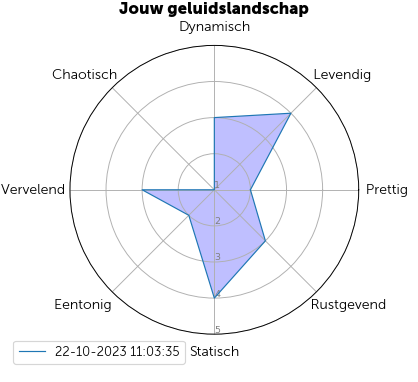 Jouw geluidslandschap
Dynamisch
Chaotisch
Levendig
Vervelend
1
Prettig
2
3
4
Eentonig
Rustgevend
5
22-10-2023 11:03:35
Statisch